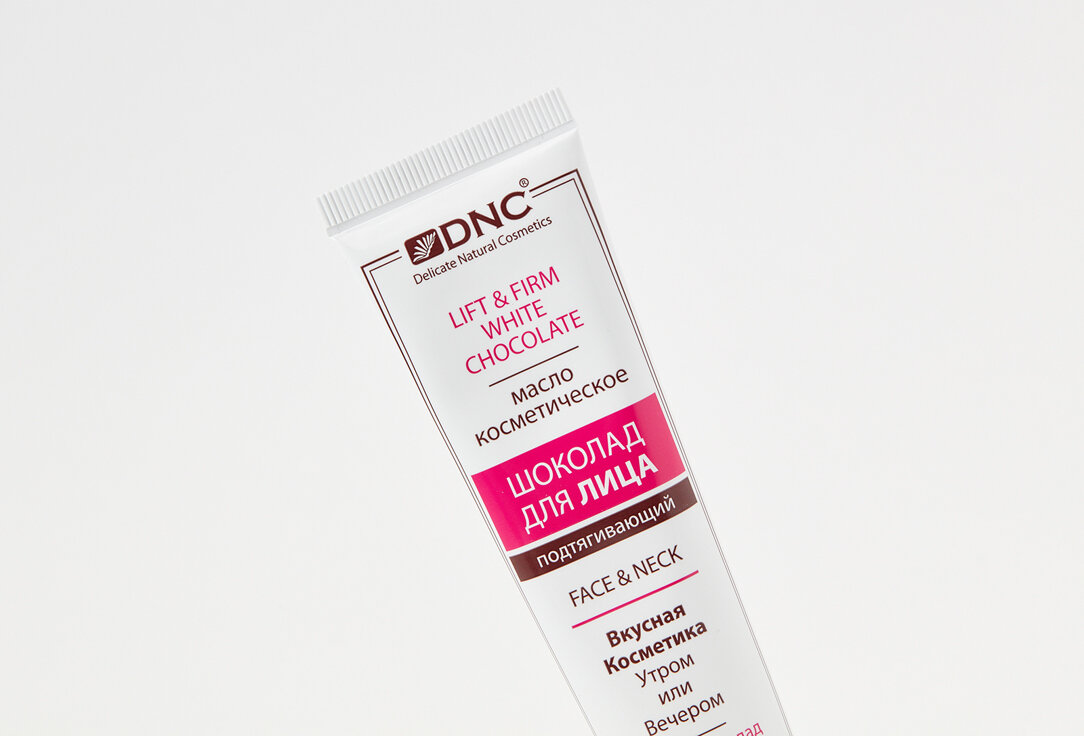 DNC®
Delicate Natural Cosmetics
LIFT & FIRM
WHITE
CHOCOLATE
масло
косметическое
ШОКОЛАД
ДЛЯ ЛИЦА
подтягивающий
FACE & NECK
Вкусная
Косметика
Утром
или
Вечером